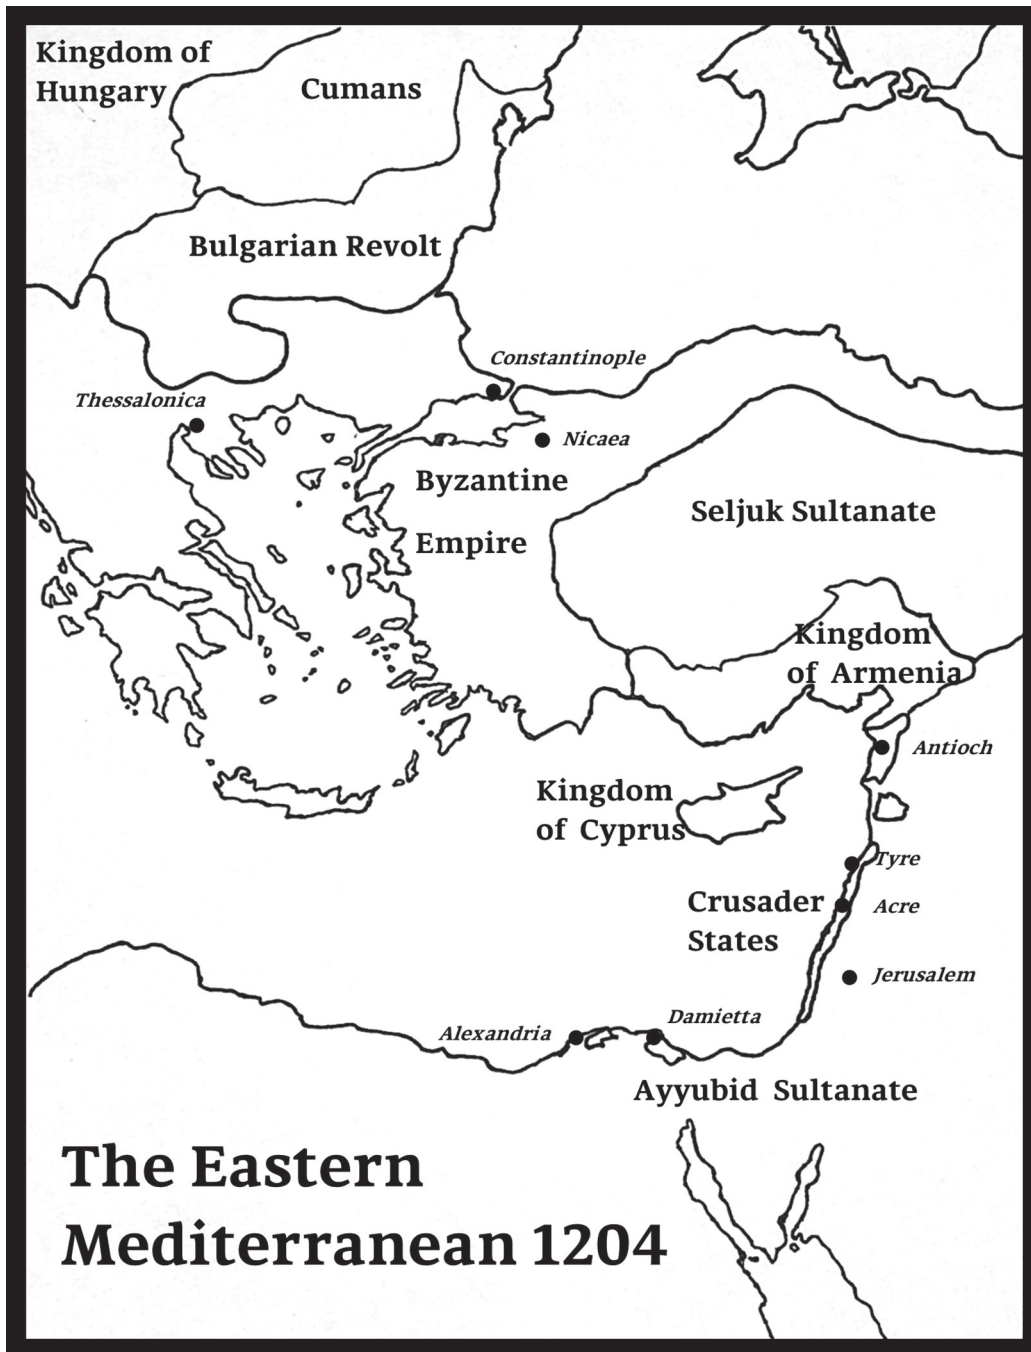 Kingdom of
Hungary
Cumans
Bulgarian Revolt
Constantinople
Thessalonica
Nicaea
Byzantine
Empire
Seljuk Sultanate
Kingdom
of Armenia
Antioch
Kingdom
of Cyprus
Tyre
Crusader
States
Acre
Jerusalem
Damietta
Alexandria
Ayyubid Sultanate
The Eastern
Mediterranean 1204